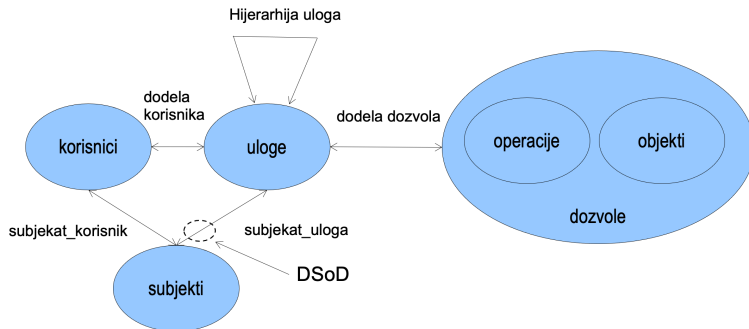 Hijerarhija uloga
dodela
korisnika
dodela dozvola
korisnici
uloge
operacije
objekti
dozvole
subjekat_korisnik
subjekat_uloga
DSoD
subjekti